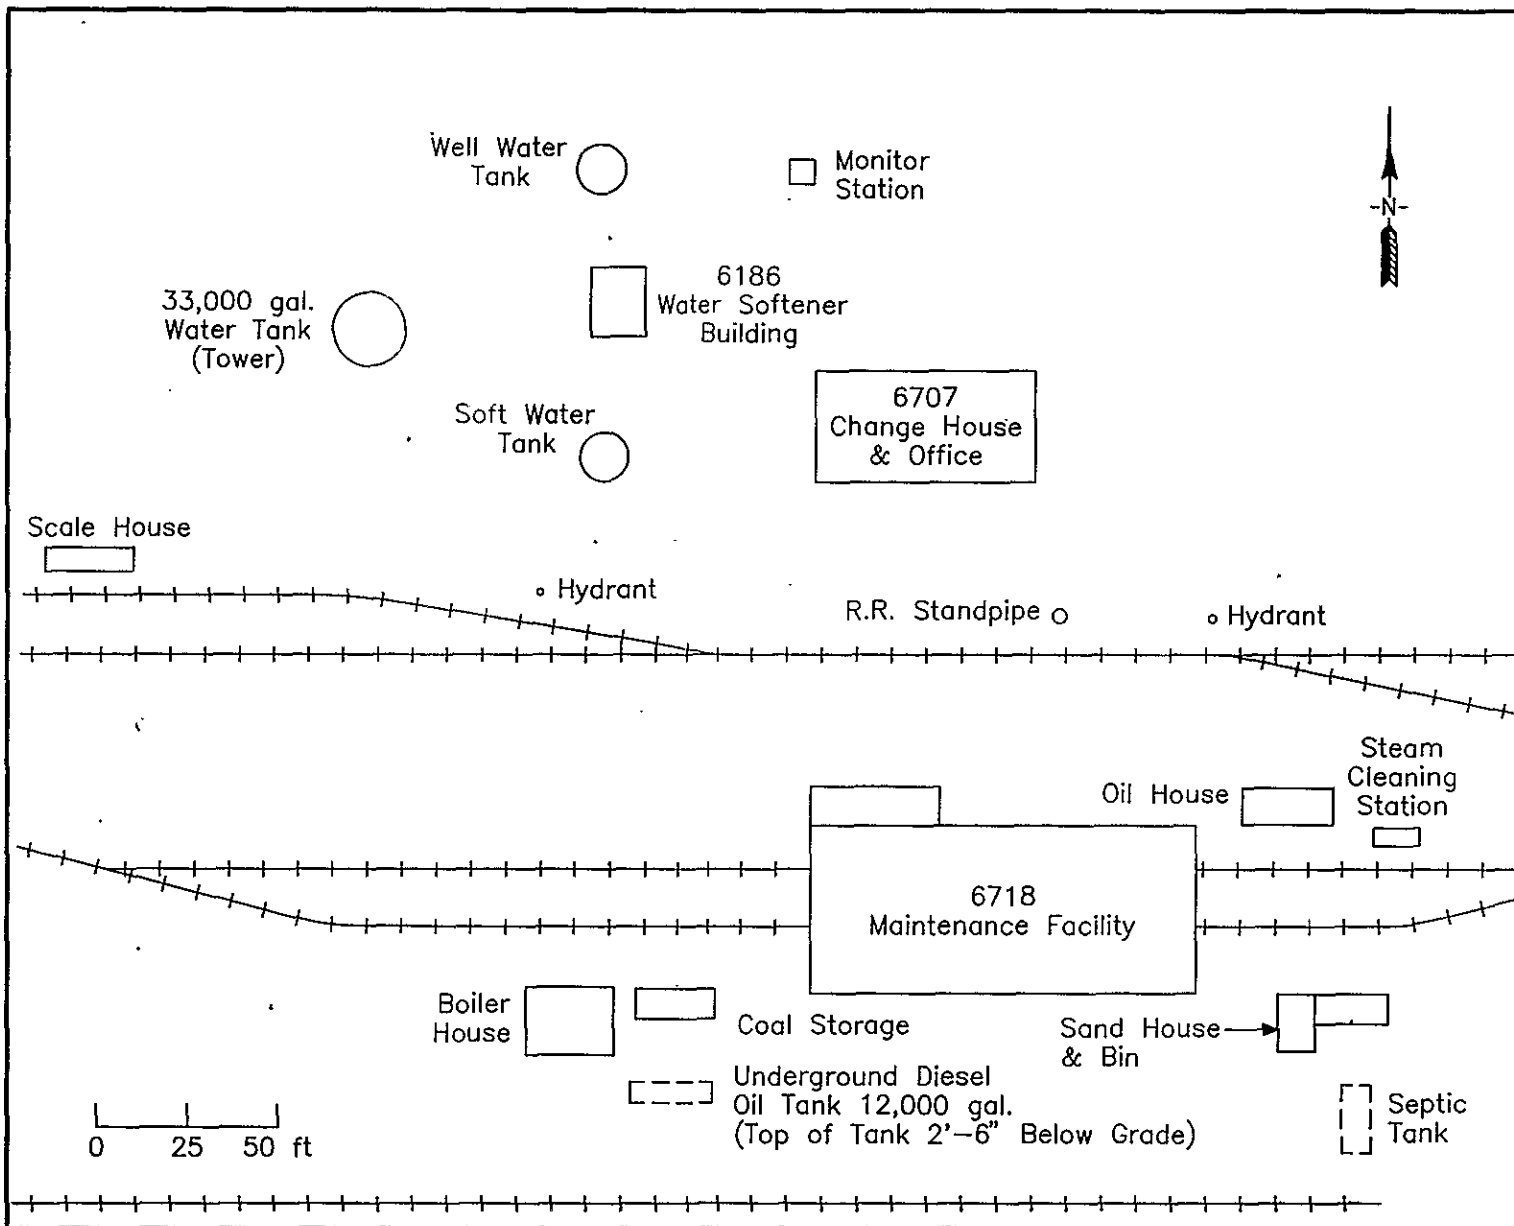 Well Water
Tank
Monitor
Station
-N-
6186
Water Softener
Building
33,000 gal.
Water Tank
(Tower)
6707
Change House
& Office
Soft Water
Tank
Scale House
Hydrant
R.R. Standpipe
Hydrant
Steam
Cleaning
Station
Oil House
6718
Maintenance Facility
Boiler
House
Coal Storage
Sand House
& Bin
Underground Diesel
Oil Tank 12,000 gal.
(Top of Tank 2'-6" Below Grade)
Septic
Tank
0 25 50 ft